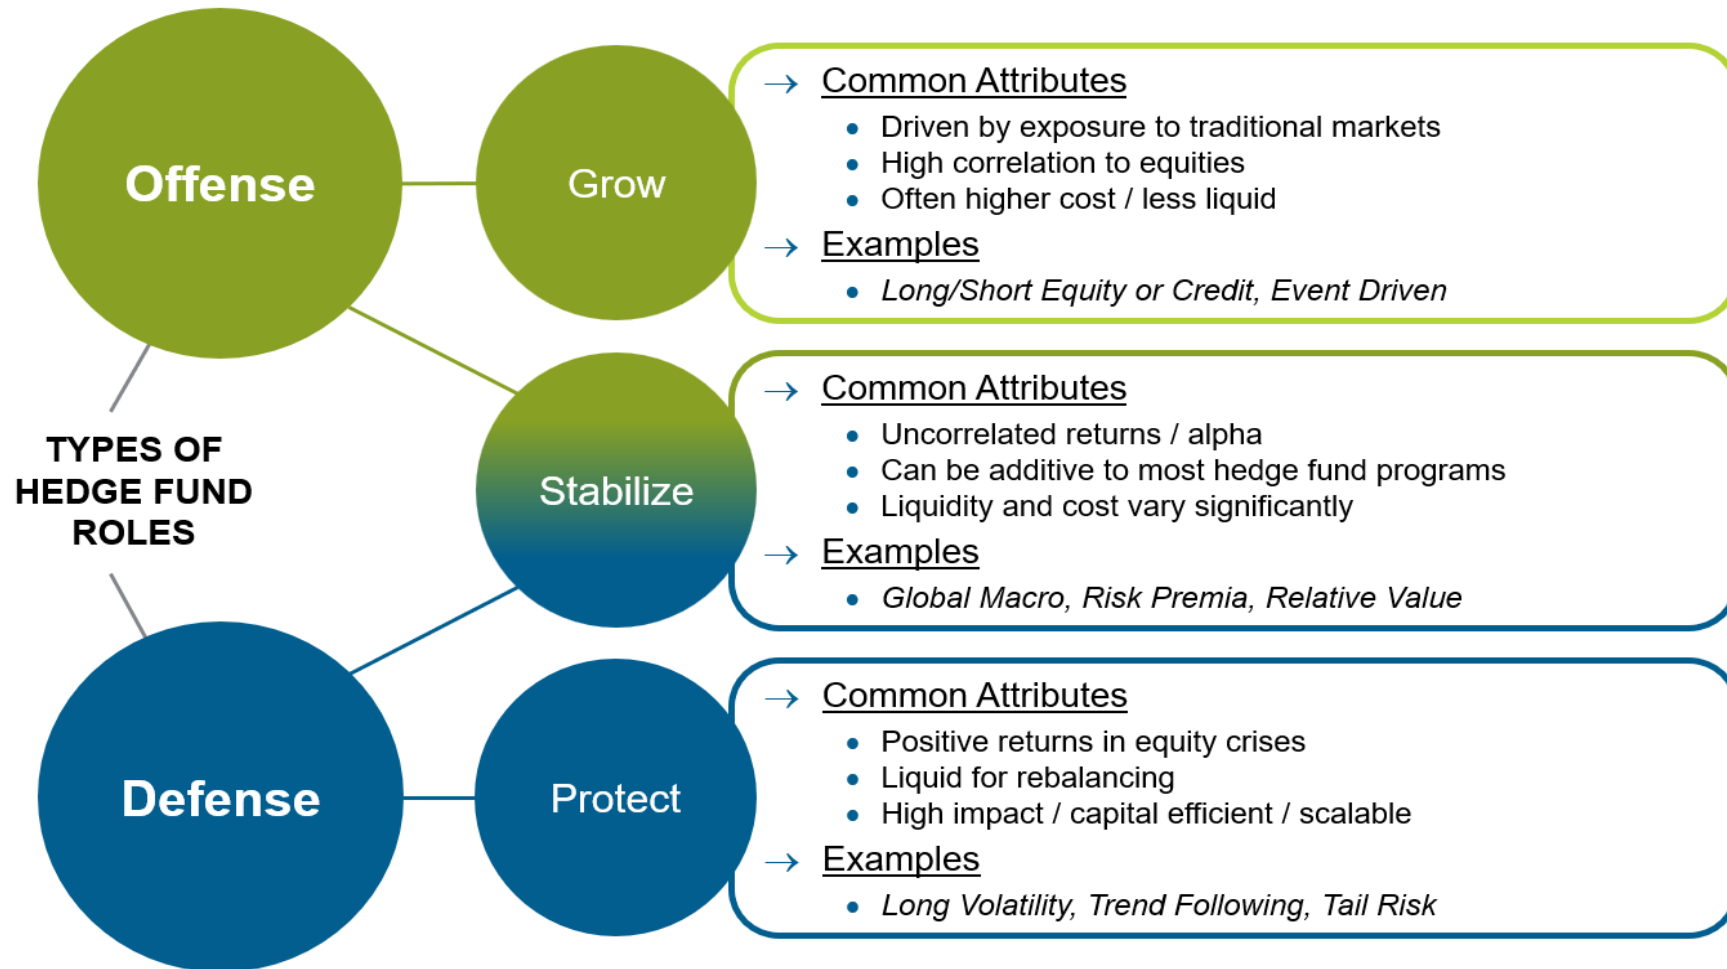 Offense
Grow
→ Common Attributes
• Driven by exposure to traditional markets
• High correlation to equities
• Often higher cost / less liquid
→ Examples
• Long/Short Equity or Credit, Event Driven
TYPES OF
HEDGE FUND
ROLES
Stabilize
→ Common Attributes
• Uncorrelated returns / alpha
• Can be additive to most hedge fund programs
• Liquidity and cost vary significantly
→ Examples
• Global Macro, Risk Premia, Relative Value
Defense
Protect
→ Common Attributes
• Positive returns in equity crises
• Liquid for rebalancing
• High impact / capital efficient / scalable
→ Examples
• Long Volatility, Trend Following, Tail Risk